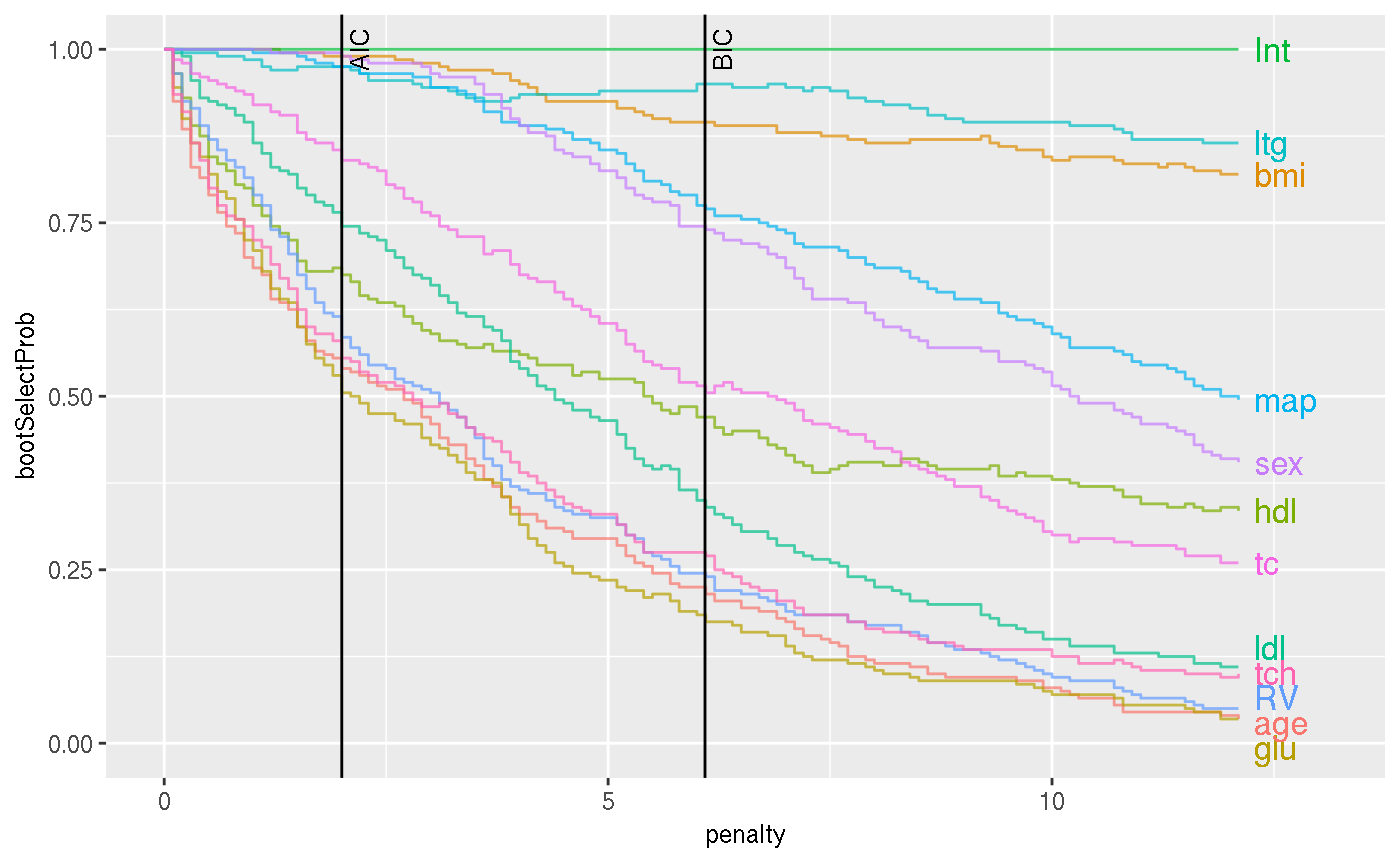 AIC
BIC
1.00
0.75
0.50
0.25
0.00
bootSelectProb
Int
ltg
bmi
map
sex
hdl
tc
ldl
tch
RV
age
glu
0
5
10
penalty